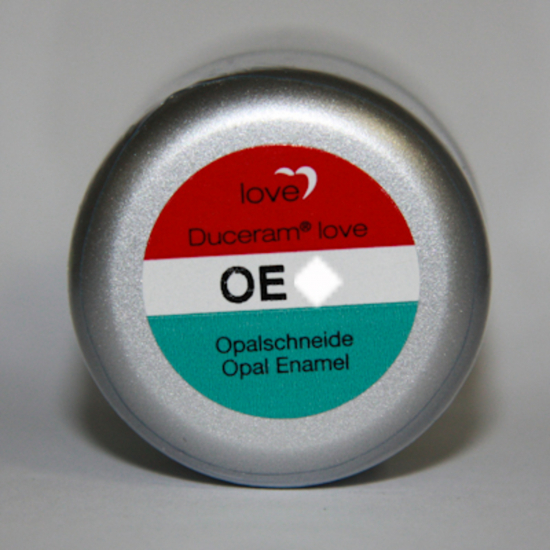 love
Duceram® love
OE
Opalschneide
Opal Enamel